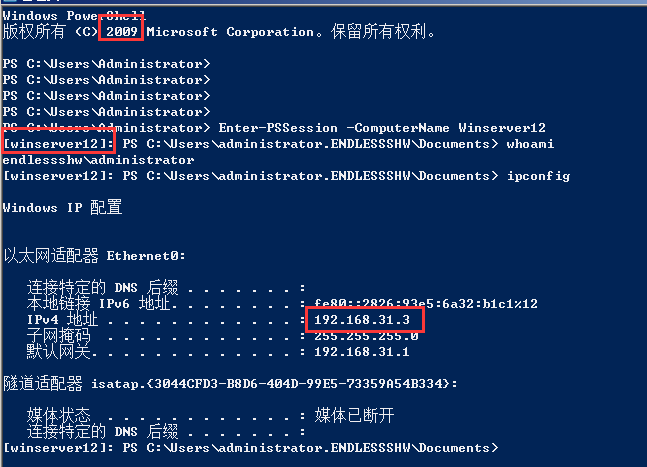 Windows PowerShell
版权所有 (C) 2009 Microsoft Corporation。保留所有权利。
PS C:\Users\Administrator>
PS C:\Users\Administrator>
PS C:\Users\Administrator>
PS C:\Users\Administrator>
PS C:\Users\Administrator> Enter-PSSession -ComputerName Winserver12
[winserver12]: PS C:\Users\administrator.ENDLESSSHW\Documents> whoami
endlessshw\administrator
[winserver12]: PS C:\Users\administrator.ENDLESSSHW\Documents> ipconfig
Windows IP 配置
以太网适配器 Ethernet0:
连接特定的 DNS 后缀 . . . . . . . :
本地链接 IPv6 地址. . . . . . . . : fe80::2826:93e5:6a32:b1c1%12
IPv4 地址 . . . . . . . . . . . . : 192.168.31.3
子网掩码 . . . . . . . . . . . . : 255.255.255.0
默认网关. . . . . . . . . . . . . : 192.168.31.1
隧道适配器 isatap.{3044CFD3-B8D6-404D-99E5-73359A54B334}:
媒体状态 . . . . . . . . . . . . : 媒体已断开
连接特定的 DNS 后缀 . . . . . . . :
[winserver12]: PS C:\Users\administrator.ENDLESSSHW\Documents>